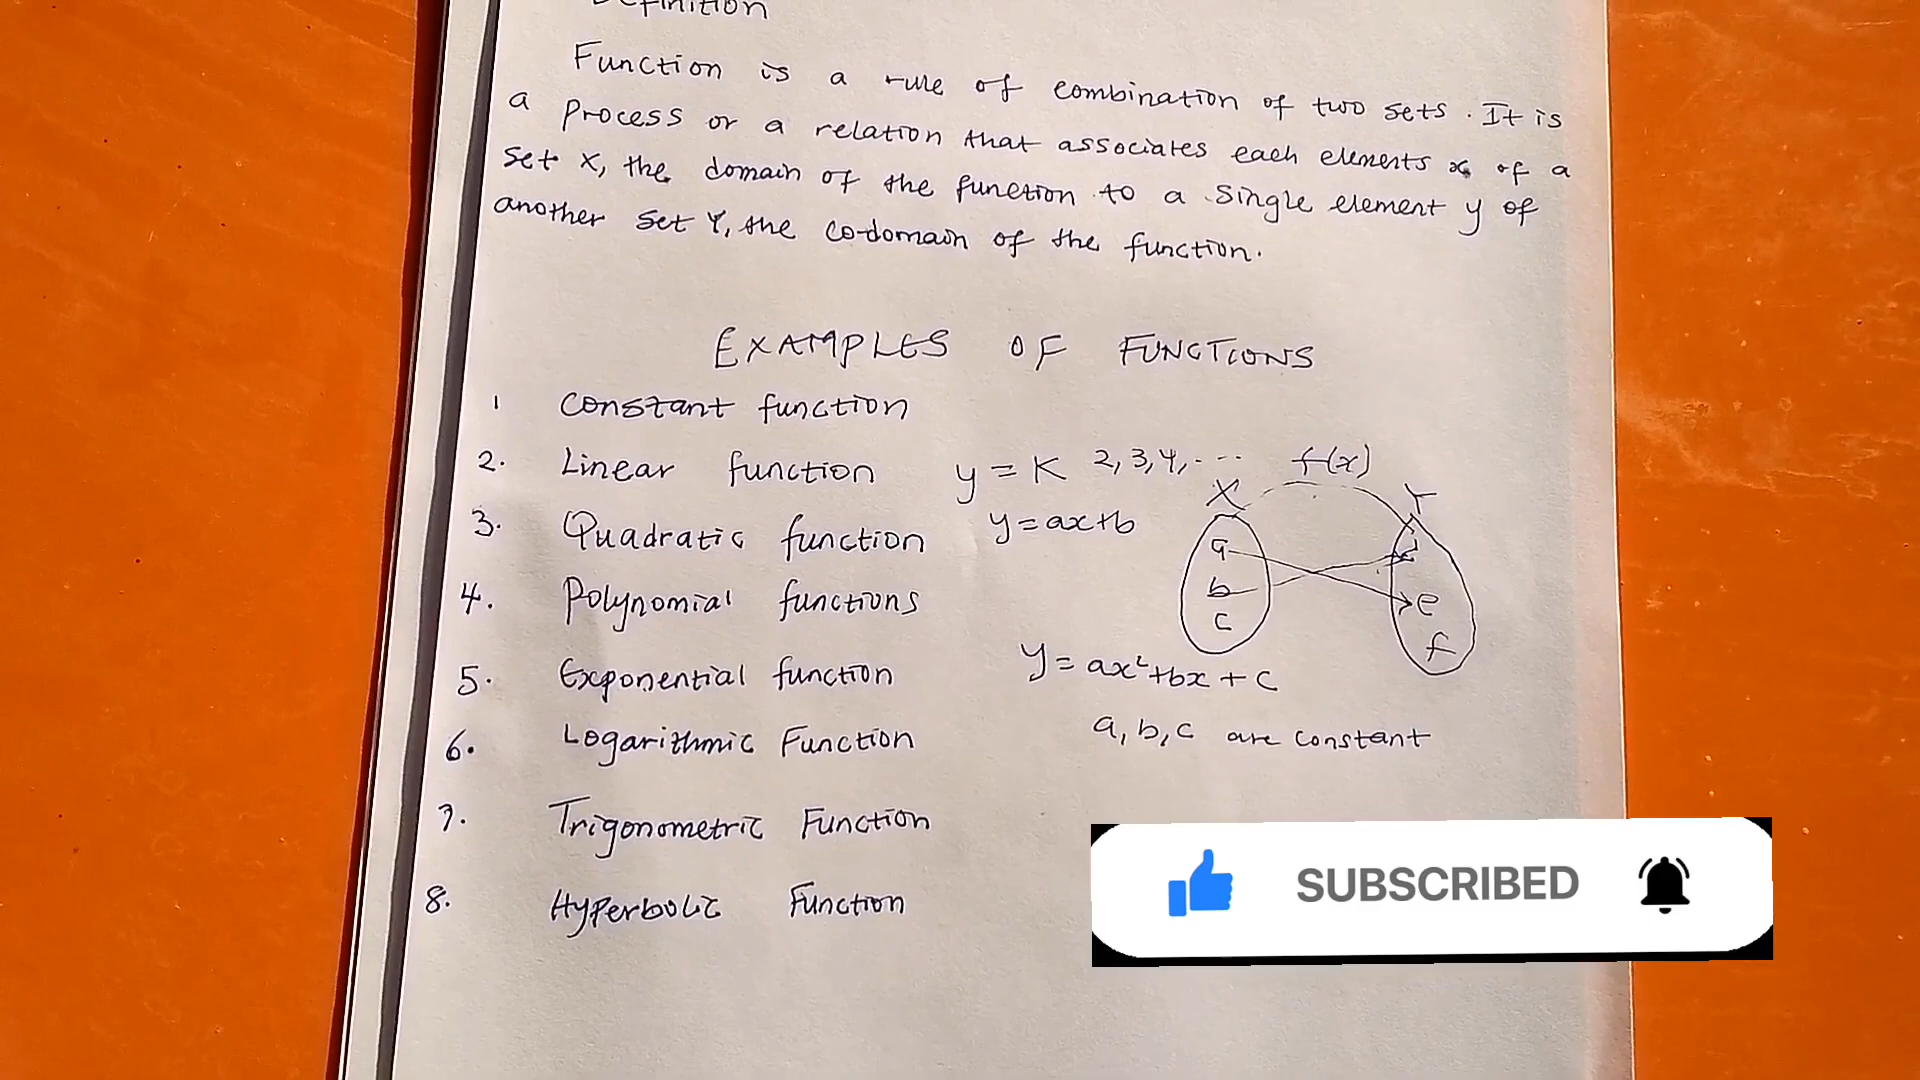 Definition
Function is a rule of combination of two sets. It is
a process or a relation that associates each elements x of a
set X, the domain of the function to a single element y of
another set Y, the co-domain of the function.
EXAMPLES OF FUNCTIONS
1 Constant function
2. Linear function y = K 2, 3, 4, ... f(x)
X Y
3. Quadratic function y = ax+b
a
b
c
e
f
4. Polynomial functions
5. Exponential function y = ax²+bx + c
6. Logarithmic Function a, b, c are constant
7. Trigonometric Function
8. Hyperbolic Function
SUBSCRIBED